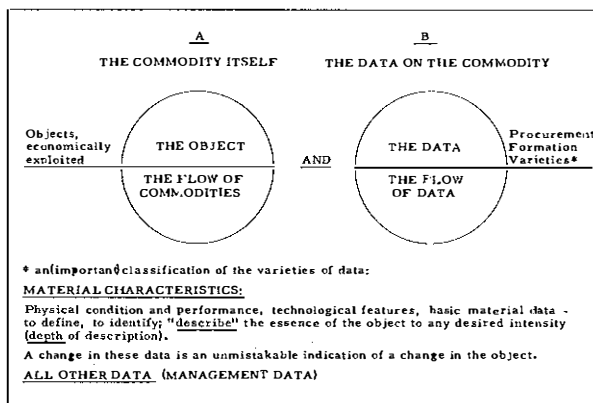 A
THE COMMODITY ITSELF
B
THE DATA ON THE COMMODITY
Objects,
economically
exploited
THE OBJECT
THE FLOW OF
COMMODITIES
AND
THE DATA
THE FLOW
OF DATA
Procurement
Formation
Varieties*
* an(important)classification of the varieties of data:
MATERIAL CHARACTERISTICS:
Physical condition and performance, technological features, basic material data -
to define, to identify; "describe" the essence of the object to any desired intensity
(depth of description).
A change in these data is an unmistakable indication of a change in the object.
ALL OTHER DATA (MANAGEMENT DATA)